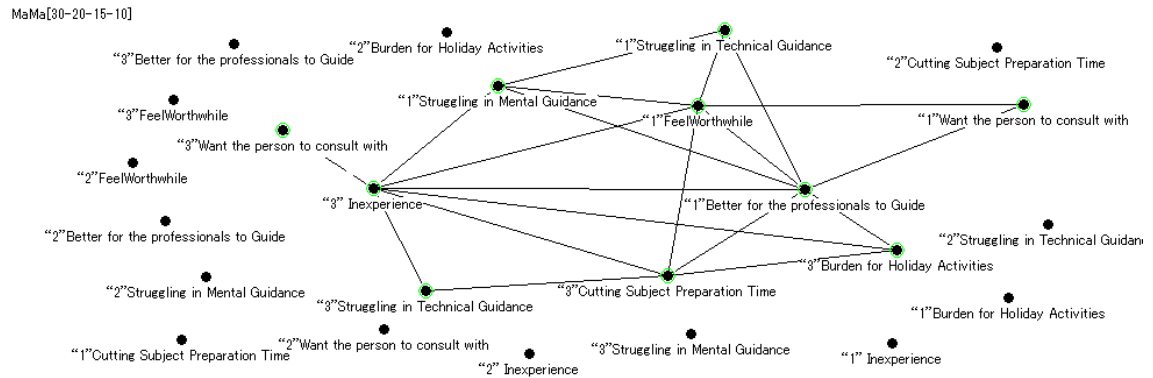 MaMa[30-20-15-10]
“3”Better for the professionals to Guide
“2”Burden for Holiday Activities
“1”Struggling in Technical Guidance
“2”Cutting Subject Preparation Time
“3”FeelWorthwhile
“1”Struggling in Mental Guidance
“1”FeelWorthwhile
“1”Want the person to consult with
“3”Want the person to consult with
“2”FeelWorthwhile
“3” Inexperience
“1”Better for the professionals to Guide
“2”Better for the professionals to Guide
“2”Struggling in Technical Guidan
“3”Burden for Holiday Activities
“2”Struggling in Mental Guidance
“3”Cutting Subject Preparation Time
“3”Struggling in Technical Guidance
“1”Burden for Holiday Activities
“1”Cutting Subject Preparation Time
“2”Want the person to consult with
“3”Struggling in Mental Guidance
“1” Inexperience
“2” Inexperience